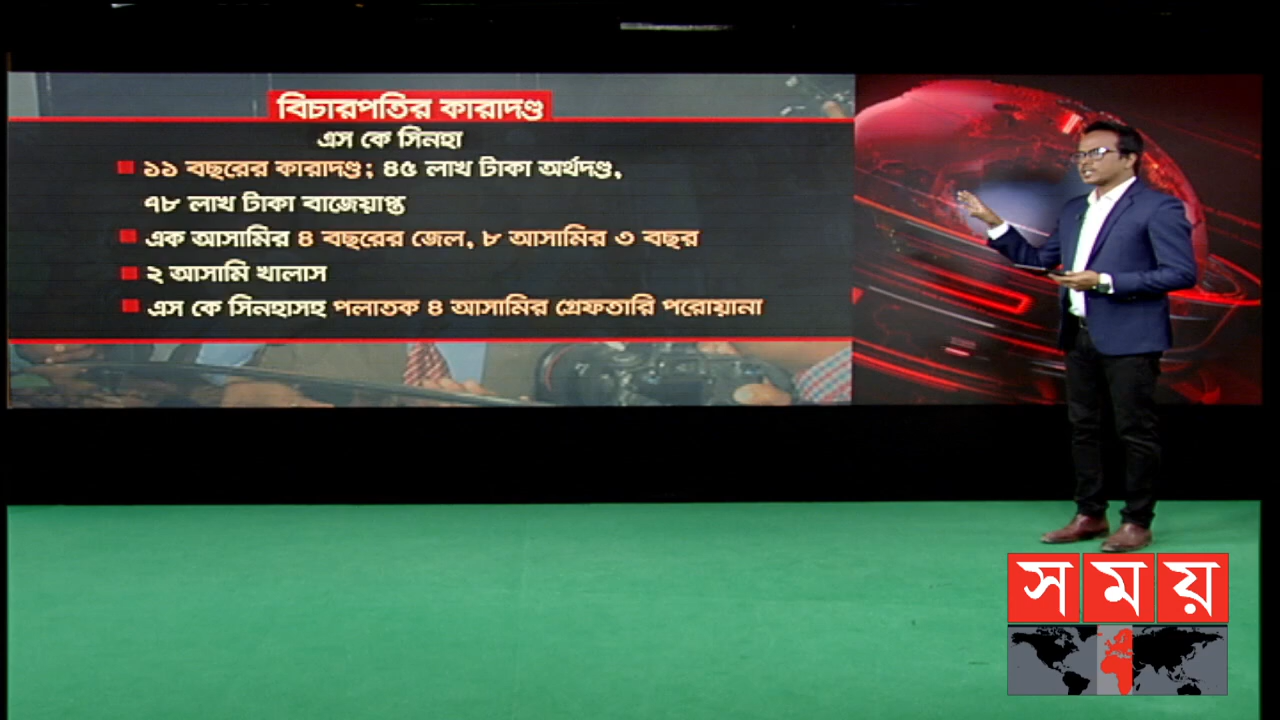 বিচারপতির কারাদণ্ড
এস কে সিনহা
১১ বছরের কারাদণ্ড; ৪৫ লাখ টাকা অর্থদণ্ড,
৭৮ লাখ টাকা বাজেয়াপ্ত
এক আসামির ৪ বছরের জেল, ৮ আসামির ৩ বছর
২ আসামি খালাস
এস কে সিনহাসহ পলাতক ৪ আসামির গ্রেফতারি পরোয়ানা
সময়